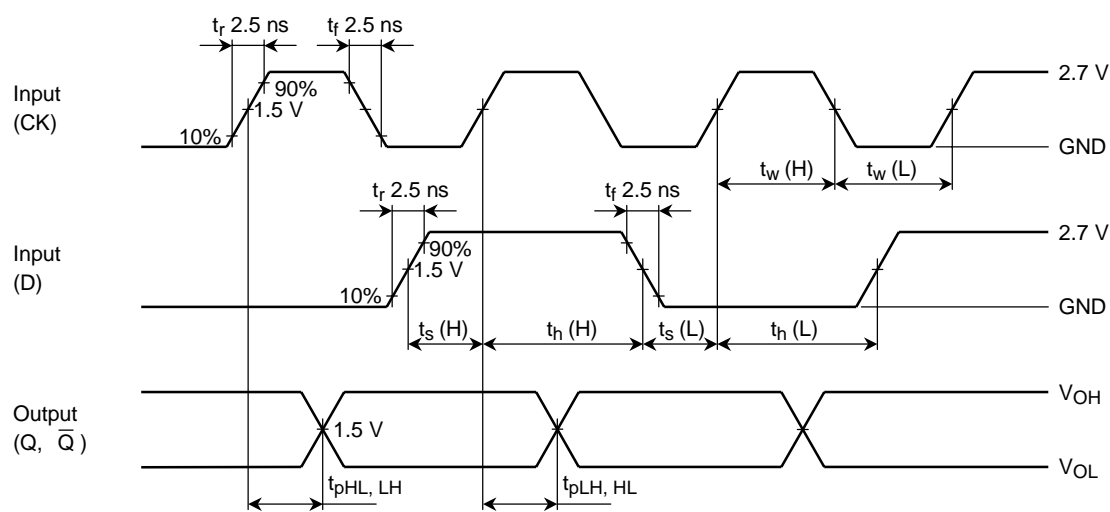 tr 2.5 ns tf 2.5 ns
Input
(CK)
90%
1.5 V
10%
2.7 V
GND
tw (H) tw (L)
tr 2.5 ns tf 2.5 ns
Input
(D)
90%
1.5 V
10%
2.7 V
GND
ts (H) th (H) ts (L) th (L)
Output
(Q, Q̅ )
1.5 V
VOH
VOL
tpHL, LH tpLH, HL